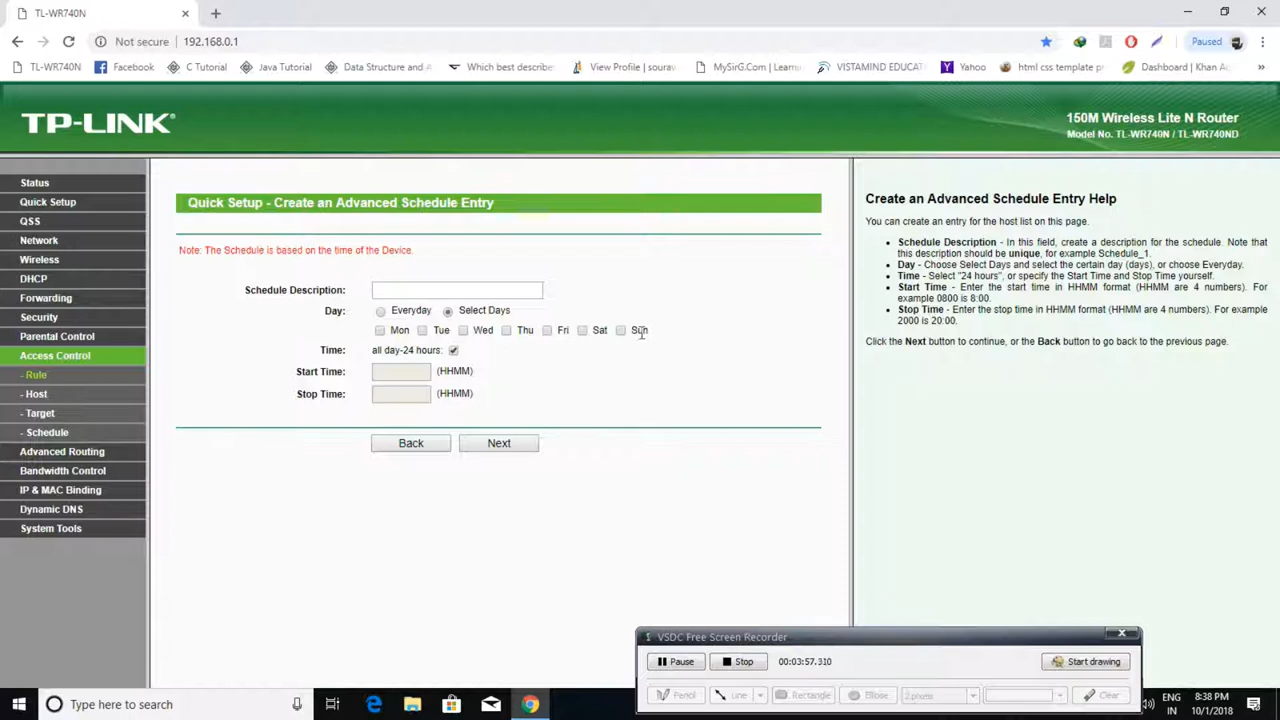 TL-WR740N
Not secure 192.168.0.1
Paused
TL-WR740N Facebook C Tutorial Java Tutorial Data Structure and A Which best describe View Profile | sourav MySirG.Com | Learni VISTAMIND EDUCAT Yahoo html css template pr Dashboard | Khan Ac »
TP-LINK®
150M Wireless Lite N Router
Model No. TL-WR740N / TL-WR740ND
Status
Quick Setup
QSS
Network
Wireless
DHCP
Forwarding
Security
Parental Control
Access Control
- Rule
- Host
- Target
- Schedule
Advanced Routing
Bandwidth Control
IP & MAC Binding
Dynamic DNS
System Tools
Quick Setup - Create an Advanced Schedule Entry
Note: The Schedule is based on the time of the Device.
Schedule Description:
Day: Everyday Select Days
Mon Tue Wed Thu Fri Sat Sun
Time: all day-24 hours:
Start Time: (HHMM)
Stop Time: (HHMM)
Back Next
Create an Advanced Schedule Entry Help
You can create an entry for the host list on this page.
• Schedule Description - In this field, create a description for the schedule. Note that
this description should be unique, for example Schedule_1.
• Day - Choose Select Days and select the certain day (days), or choose Everyday.
• Time - Select "24 hours", or specify the Start Time and Stop Time yourself.
• Start Time - Enter the start time in HHMM format (HHMM are 4 numbers). For
example 0800 is 8:00.
• Stop Time - Enter the stop time in HHMM format (HHMM are 4 numbers). For example
2000 is 20:00.
Click the Next button to continue, or the Back button to go back to the previous page.
VSDC Free Screen Recorder
Pause Stop 00:03:57.310 Start drawing
Pencil Line Rectangle Ellipse 2 pixels Clear
Type here to search
ENG
IN
8:38 PM
10/1/2018